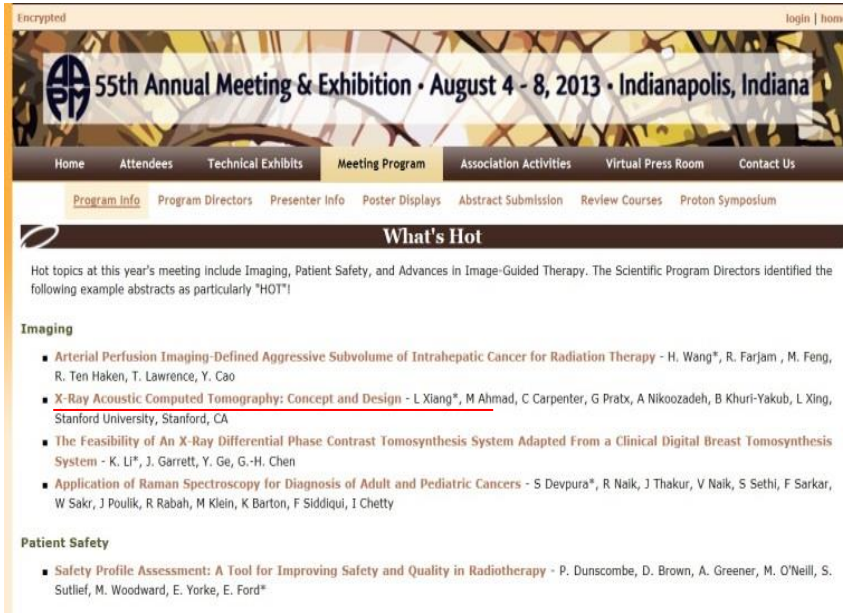 Encrypted
login | hom
AAPM
55th Annual Meeting & Exhibition • August 4 - 8, 2013 • Indianapolis, Indiana
Home Attendees Technical Exhibits Meeting Program Association Activities Virtual Press Room Contact Us
Program Info Program Directors Presenter Info Poster Displays Abstract Submission Review Courses Proton Symposium
What's Hot
Hot topics at this year's meeting include Imaging, Patient Safety, and Advances in Image-Guided Therapy. The Scientific Program Directors identified the
following example abstracts as particularly "HOT"!
Imaging
▪ Arterial Perfusion Imaging-Defined Aggressive Subvolume of Intrahepatic Cancer for Radiation Therapy - H. Wang*, R. Farjam , M. Feng,
R. Ten Haken, T. Lawrence, Y. Cao
▪ X-Ray Acoustic Computed Tomography: Concept and Design - L Xiang*, M Ahmad, C Carpenter, G Pratx, A Nikoozadeh, B Khuri-Yakub, L Xing,
Stanford University, Stanford, CA
▪ The Feasibility of An X-Ray Differential Phase Contrast Tomosynthesis System Adapted From a Clinical Digital Breast Tomosynthesis
System - K. Li*, J. Garrett, Y. Ge, G.-H. Chen
▪ Application of Raman Spectroscopy for Diagnosis of Adult and Pediatric Cancers - S Devpura*, R Naik, J Thakur, V Naik, S Sethi, F Sarkar,
W Sakr, J Poulik, R Rabah, M Klein, K Barton, F Siddiqui, I Chetty
Patient Safety
▪ Safety Profile Assessment: A Tool for Improving Safety and Quality in Radiotherapy - P. Dunscombe, D. Brown, A. Greener, M. O'Neill, S.
Sutlief, M. Woodward, E. Yorke, E. Ford*